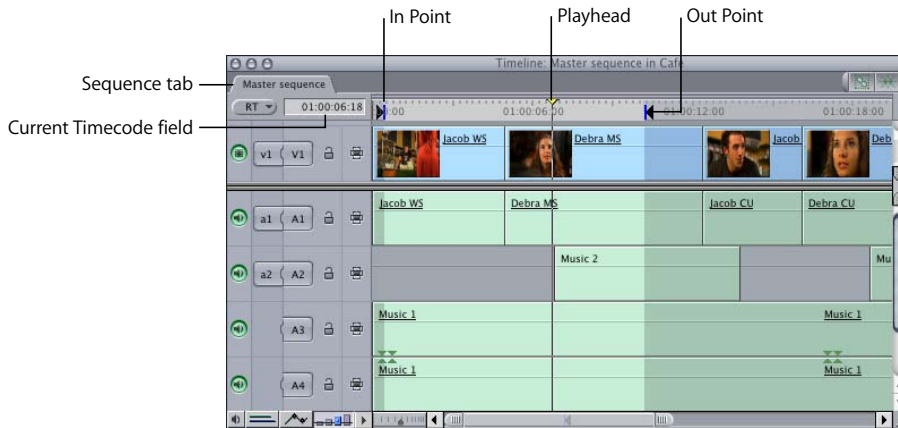 In Point
Playhead
Out Point
Timeline: Master sequence in Cafe
Sequence tab
Master sequence
RT
01:00:06:18
01:00:06:00
01:00:12:00
01:00:18:00
Current Timecode field
v1 V1
Jacob WS
Debra MS
Jacob
Deb
a1 A1
Jacob WS
Debra MS
Jacob CU
Debra CU
a2 A2
Music 2
Mu
A3
Music 1
Music 1
A4
Music 1
Music 1